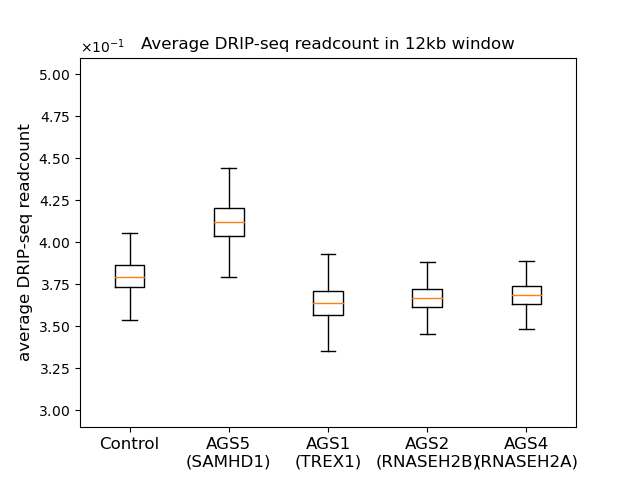 ×10⁻¹ Average DRIP-seq readcount in 12kb window
5.00
4.75
4.50
4.25
4.00
3.75
3.50
3.25
3.00
average DRIP-seq readcount
Control AGS5 AGS1 AGS2 AGS4
(SAMHD1) (TREX1) (RNASEH2B) (RNASEH2A)